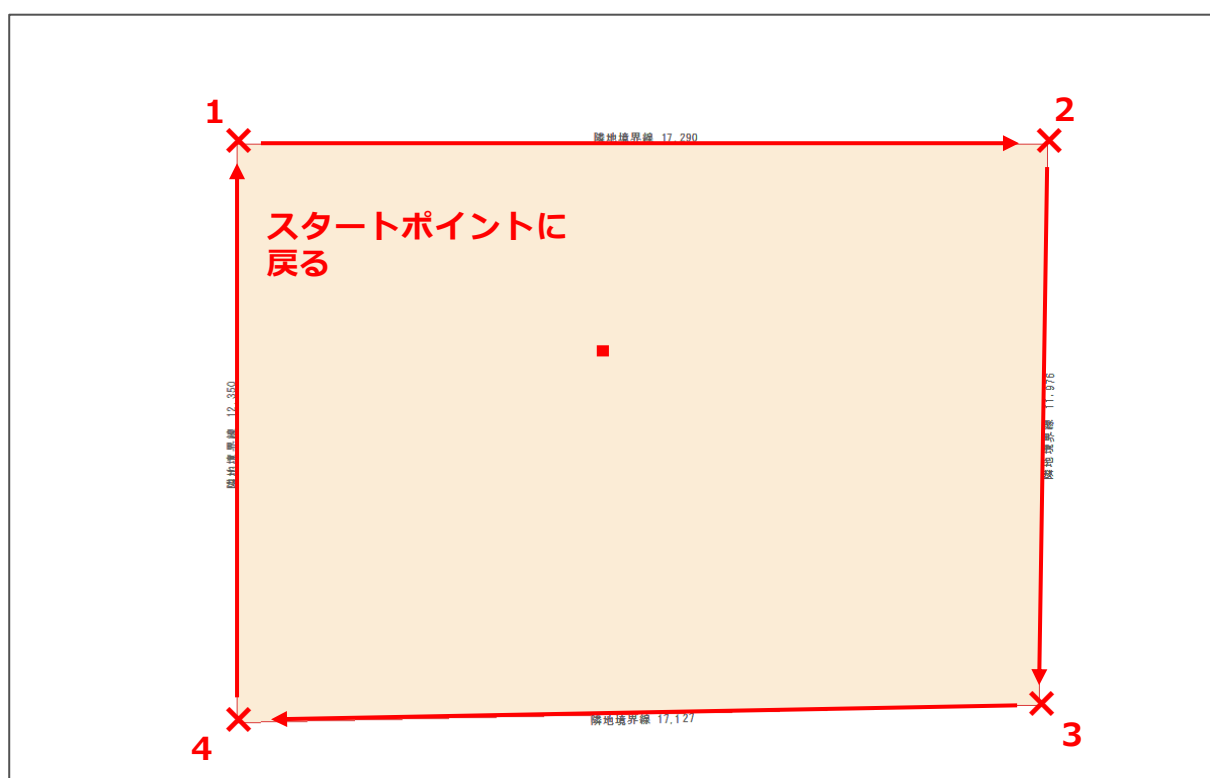 1
2
隣地境界線 17.290
スタートポイントに
戻る
隣地境界線 12.350
隣地境界線 11.976
隣地境界線 17.127
3
4